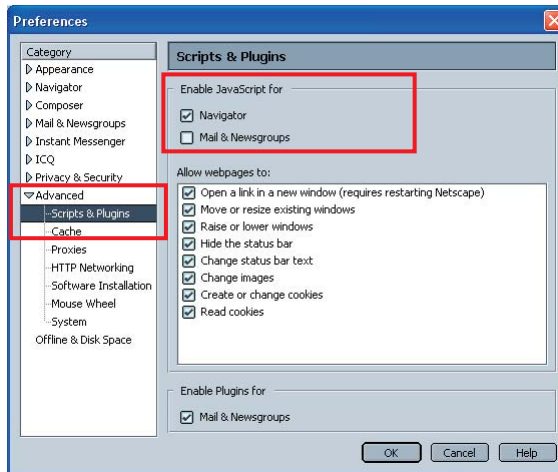 Preferences
Category
Appearance
Navigator
Composer
Mail & Newsgroups
Instant Messenger
ICQ
Privacy & Security
Advanced
Scripts & Plugins
Cache
Proxies
HTTP Networking
Software Installation
Mouse Wheel
System
Offline & Disk Space
Scripts & Plugins
Enable JavaScript for
Navigator
Mail & Newsgroups
Allow webpages to:
Open a link in a new window (requires restarting Netscape)
Move or resize existing windows
Raise or lower windows
Hide the status bar
Change status bar text
Change images
Create or change cookies
Read cookies
Enable Plugins for
Mail & Newsgroups
OK Cancel Help